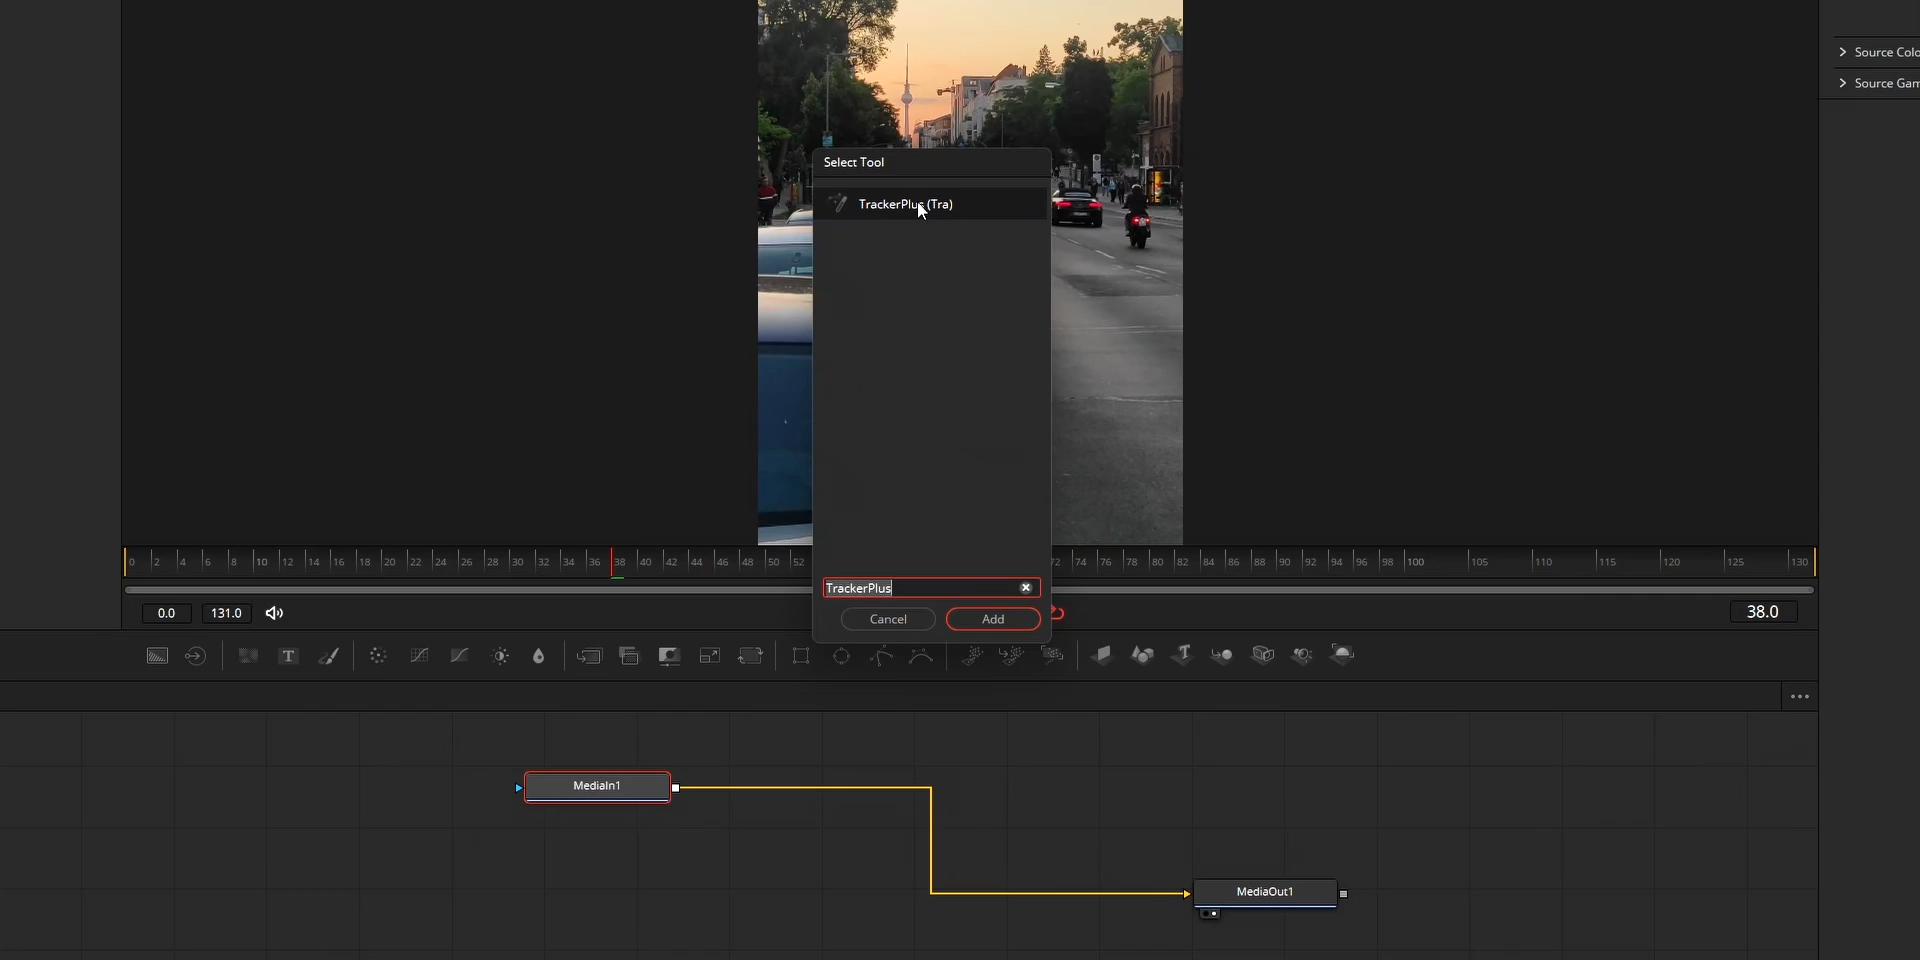 Source Colo
Source Gam
Select Tool
TrackerPlus (Tra)
0 2 4 6 8 10 12 14 16 18 20 22 24 26 28 30 32 34 36 38 40 42 44 46 48 50 52 72 74 76 78 80 82 84 86 88 90 92 94 96 98 100 105 110 115 120 125 130
TrackerPlus
0.0 131.0 38.0
Cancel Add
T
T
MediaIn1
MediaOut1